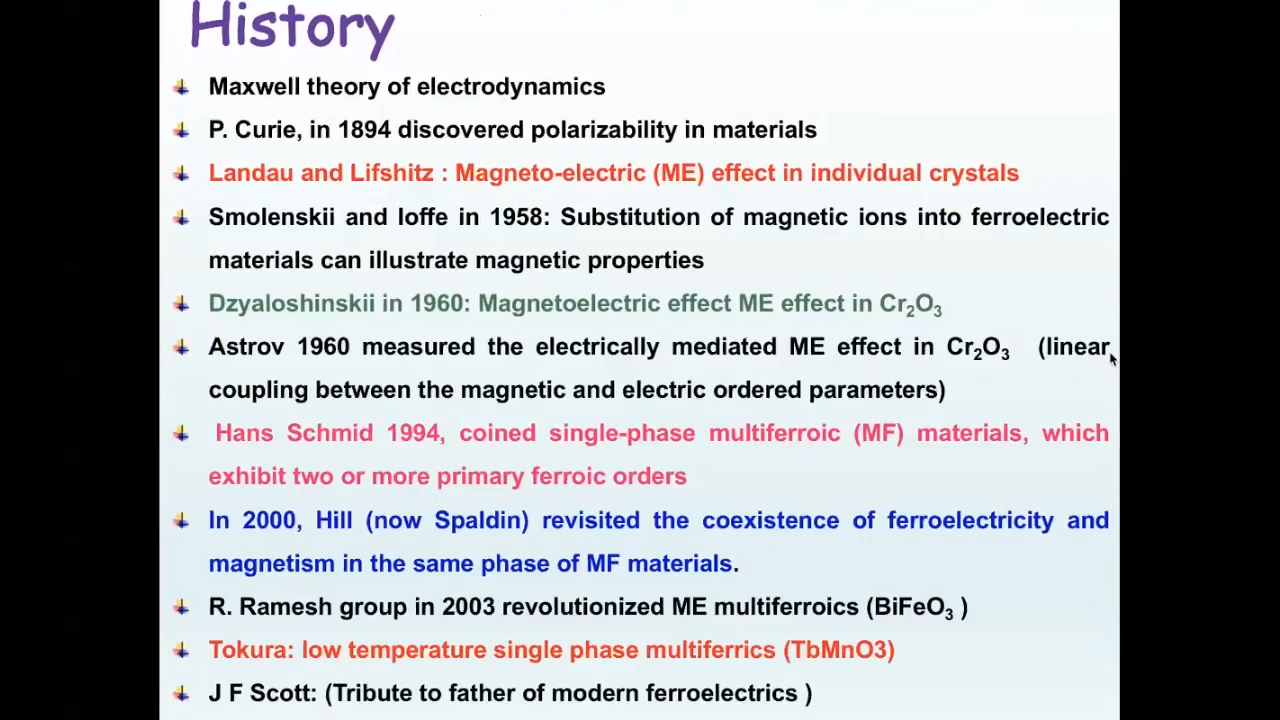 History
Maxwell theory of electrodynamics
P. Curie, in 1894 discovered polarizability in materials
Landau and Lifshitz : Magneto-electric (ME) effect in individual crystals
Smolenskii and Ioffe in 1958: Substitution of magnetic ions into ferroelectric
materials can illustrate magnetic properties
Dzyaloshinskii in 1960: Magnetoelectric effect ME effect in Cr₂O₃
Astrov 1960 measured the electrically mediated ME effect in Cr₂O₃ (linear
coupling between the magnetic and electric ordered parameters)
Hans Schmid 1994, coined single-phase multiferroic (MF) materials, which
exhibit two or more primary ferroic orders
In 2000, Hill (now Spaldin) revisited the coexistence of ferroelectricity and
magnetism in the same phase of MF materials.
R. Ramesh group in 2003 revolutionized ME multiferroics (BiFeO₃ )
Tokura: low temperature single phase multiferrics (TbMnO3)
J F Scott: (Tribute to father of modern ferroelectrics )